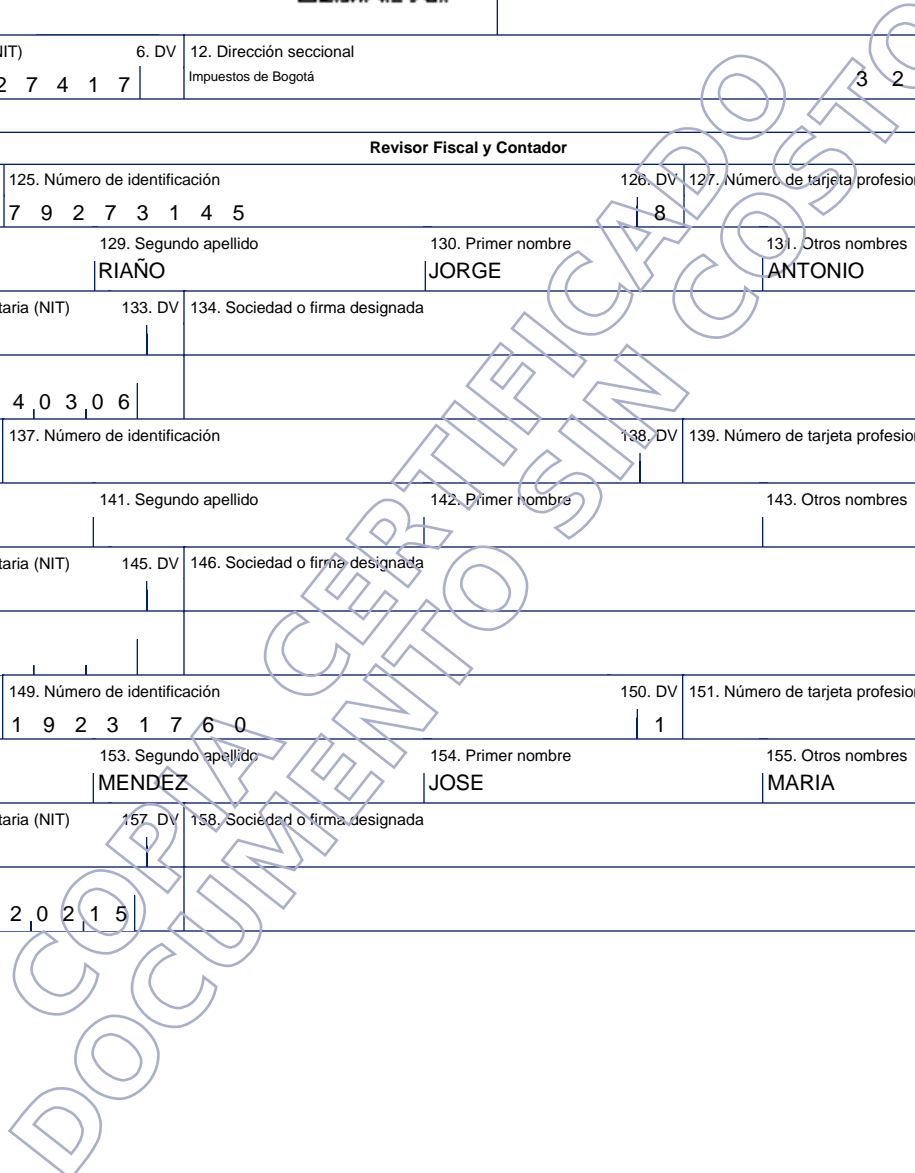 6. DV 12. Dirección seccional
2 7 4 1 7 Impuestos de Bogotá 3 2
Revisor Fiscal y Contador
125. Número de identificación 126. DV 127. Número de tarjeta profesion
7 9 2 7 3 1 4 5 8
129. Segundo apellido 130. Primer nombre 131. Otros nombres
RIAÑO JORGE ANTONIO
taria (NIT) 133. DV 134. Sociedad o firma designada
4 0 3 0 6
137. Número de identificación 138. DV 139. Número de tarjeta profesion
141. Segundo apellido 142. Primer nombre 143. Otros nombres
taria (NIT) 145. DV 146. Sociedad o firma designada
149. Número de identificación 150. DV 151. Número de tarjeta profesion
1 9 2 3 1 7 6 0 1
153. Segundo apellido 154. Primer nombre 155. Otros nombres
MENDEZ JOSE MARIA
taria (NIT) 157. DV 158. Sociedad o firma designada
2 0 2 1 5
COPIA CERTIFICADO
DOCUMENTO SIN COSTO